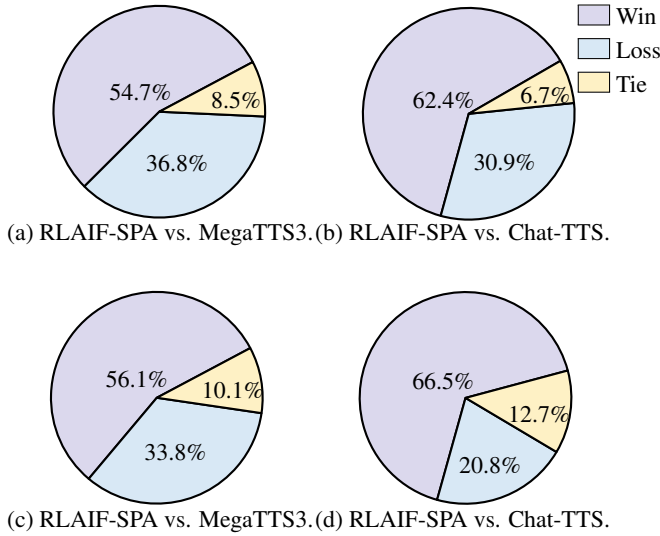 Win
Loss
Tie
54.7%
8.5%
36.8%
62.4%
6.7%
30.9%
(a) RLAIF-SPA vs. MegaTTS3.
(b) RLAIF-SPA vs. Chat-TTS.
56.1%
10.1%
33.8%
66.5%
12.7%
20.8%
(c) RLAIF-SPA vs. MegaTTS3.
(d) RLAIF-SPA vs. Chat-TTS.